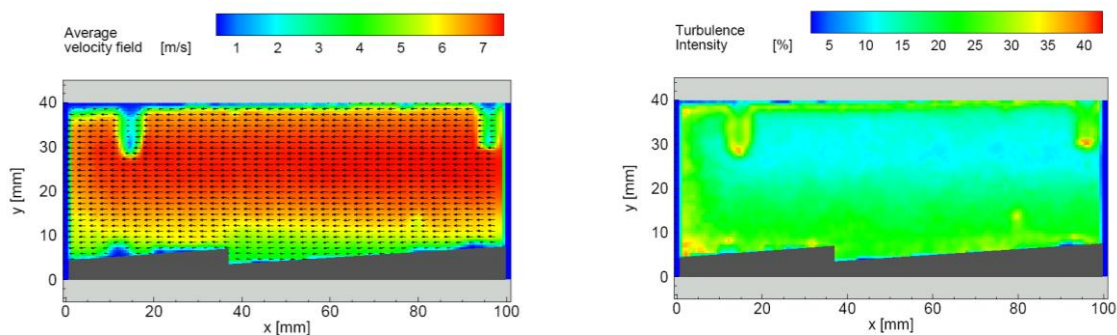 Average
velocity field [m/s]
1 2 3 4 5 6 7
40
30
20
10
0
y [mm]
0 20 40 60 80 100
x [mm]
Turbulence
Intensity [%]
5 10 15 20 25 30 35 40
40
30
20
10
0
y [mm]
0 20 40 60 80 100
x [mm]